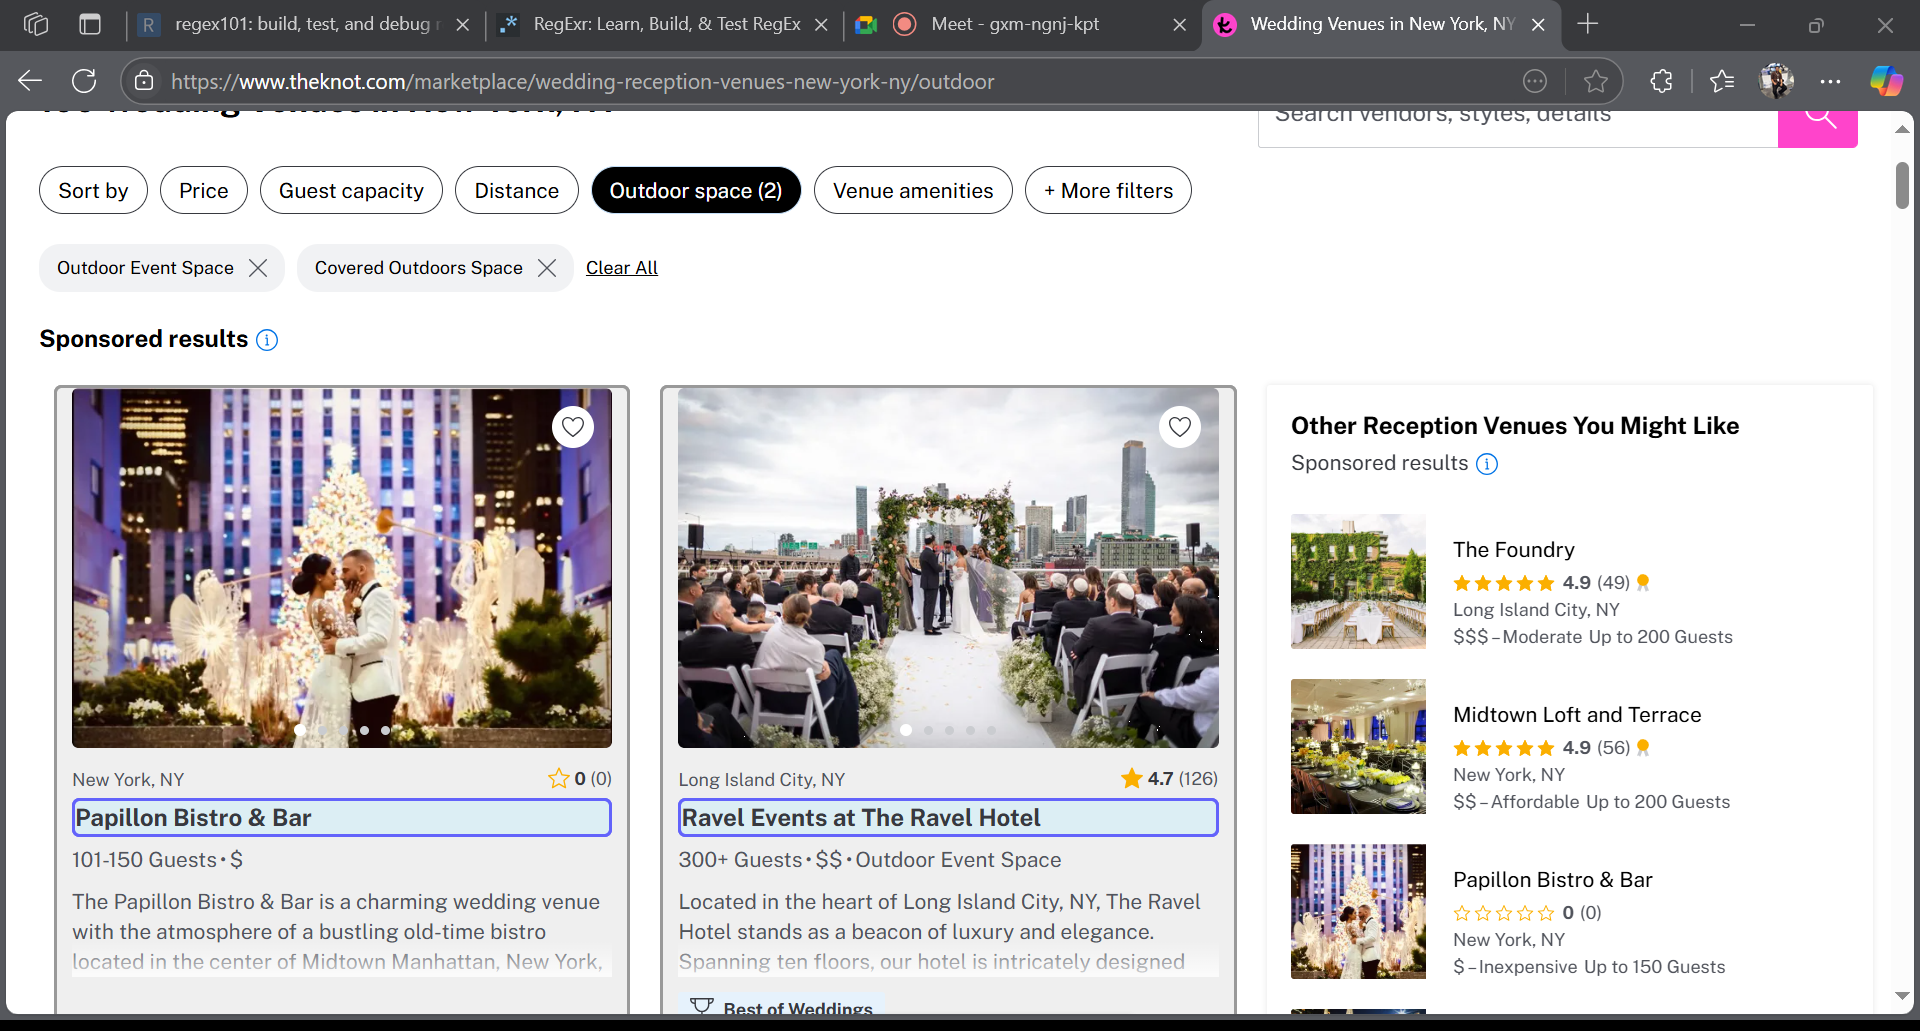 regex101: build, test, and debug r
RegExr: Learn, Build, & Test RegEx
Meet - gxm-ngnj-kpt
Wedding Venues in New York, NY
https://www.theknot.com/marketplace/wedding-reception-venues-new-york-ny/outdoor
Search vendors, styles, details
Sort by
Price
Guest capacity
Distance
Outdoor space (2)
Venue amenities
+ More filters
Outdoor Event Space
Covered Outdoors Space
Clear All
Sponsored results
New York, NY
0 (0)
Papillon Bistro & Bar
101-150 Guests • $
The Papillon Bistro & Bar is a charming wedding venue
with the atmosphere of a bustling old-time bistro
located in the center of Midtown Manhattan, New York,
Long Island City, NY
4.7 (126)
Ravel Events at The Ravel Hotel
300+ Guests • $$ • Outdoor Event Space
Located in the heart of Long Island City, NY, The Ravel
Hotel stands as a beacon of luxury and elegance.
Spanning ten floors, our hotel is intricately designed
Best of Weddings
Other Reception Venues You Might Like
Sponsored results
The Foundry
4.9 (49)
Long Island City, NY
$$$ – Moderate Up to 200 Guests
Midtown Loft and Terrace
4.9 (56)
New York, NY
$$ – Affordable Up to 200 Guests
Papillon Bistro & Bar
0 (0)
New York, NY
$ – Inexpensive Up to 150 Guests